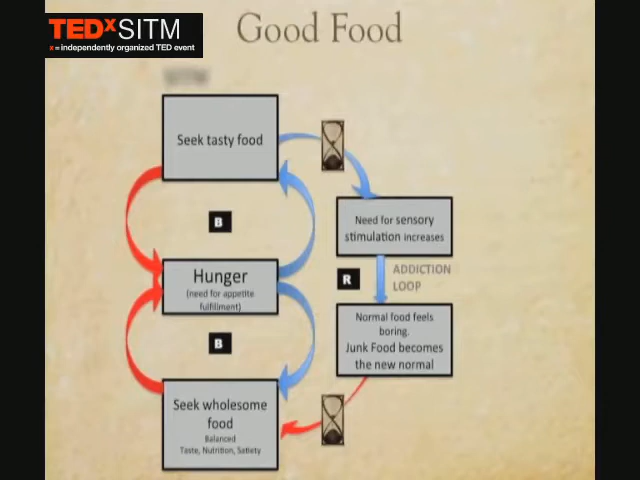 TEDxSITM
x = independently organized TED event
Good Food
Seek tasty food
Need for sensory
stimulation increases
B
Hunger
(need for appetite
fulfillment)
R
ADDICTION
LOOP
Normal food feels
boring.
Junk Food becomes
the new normal
B
Seek wholesome
food
Balanced
Taste, Nutrition, Satiety